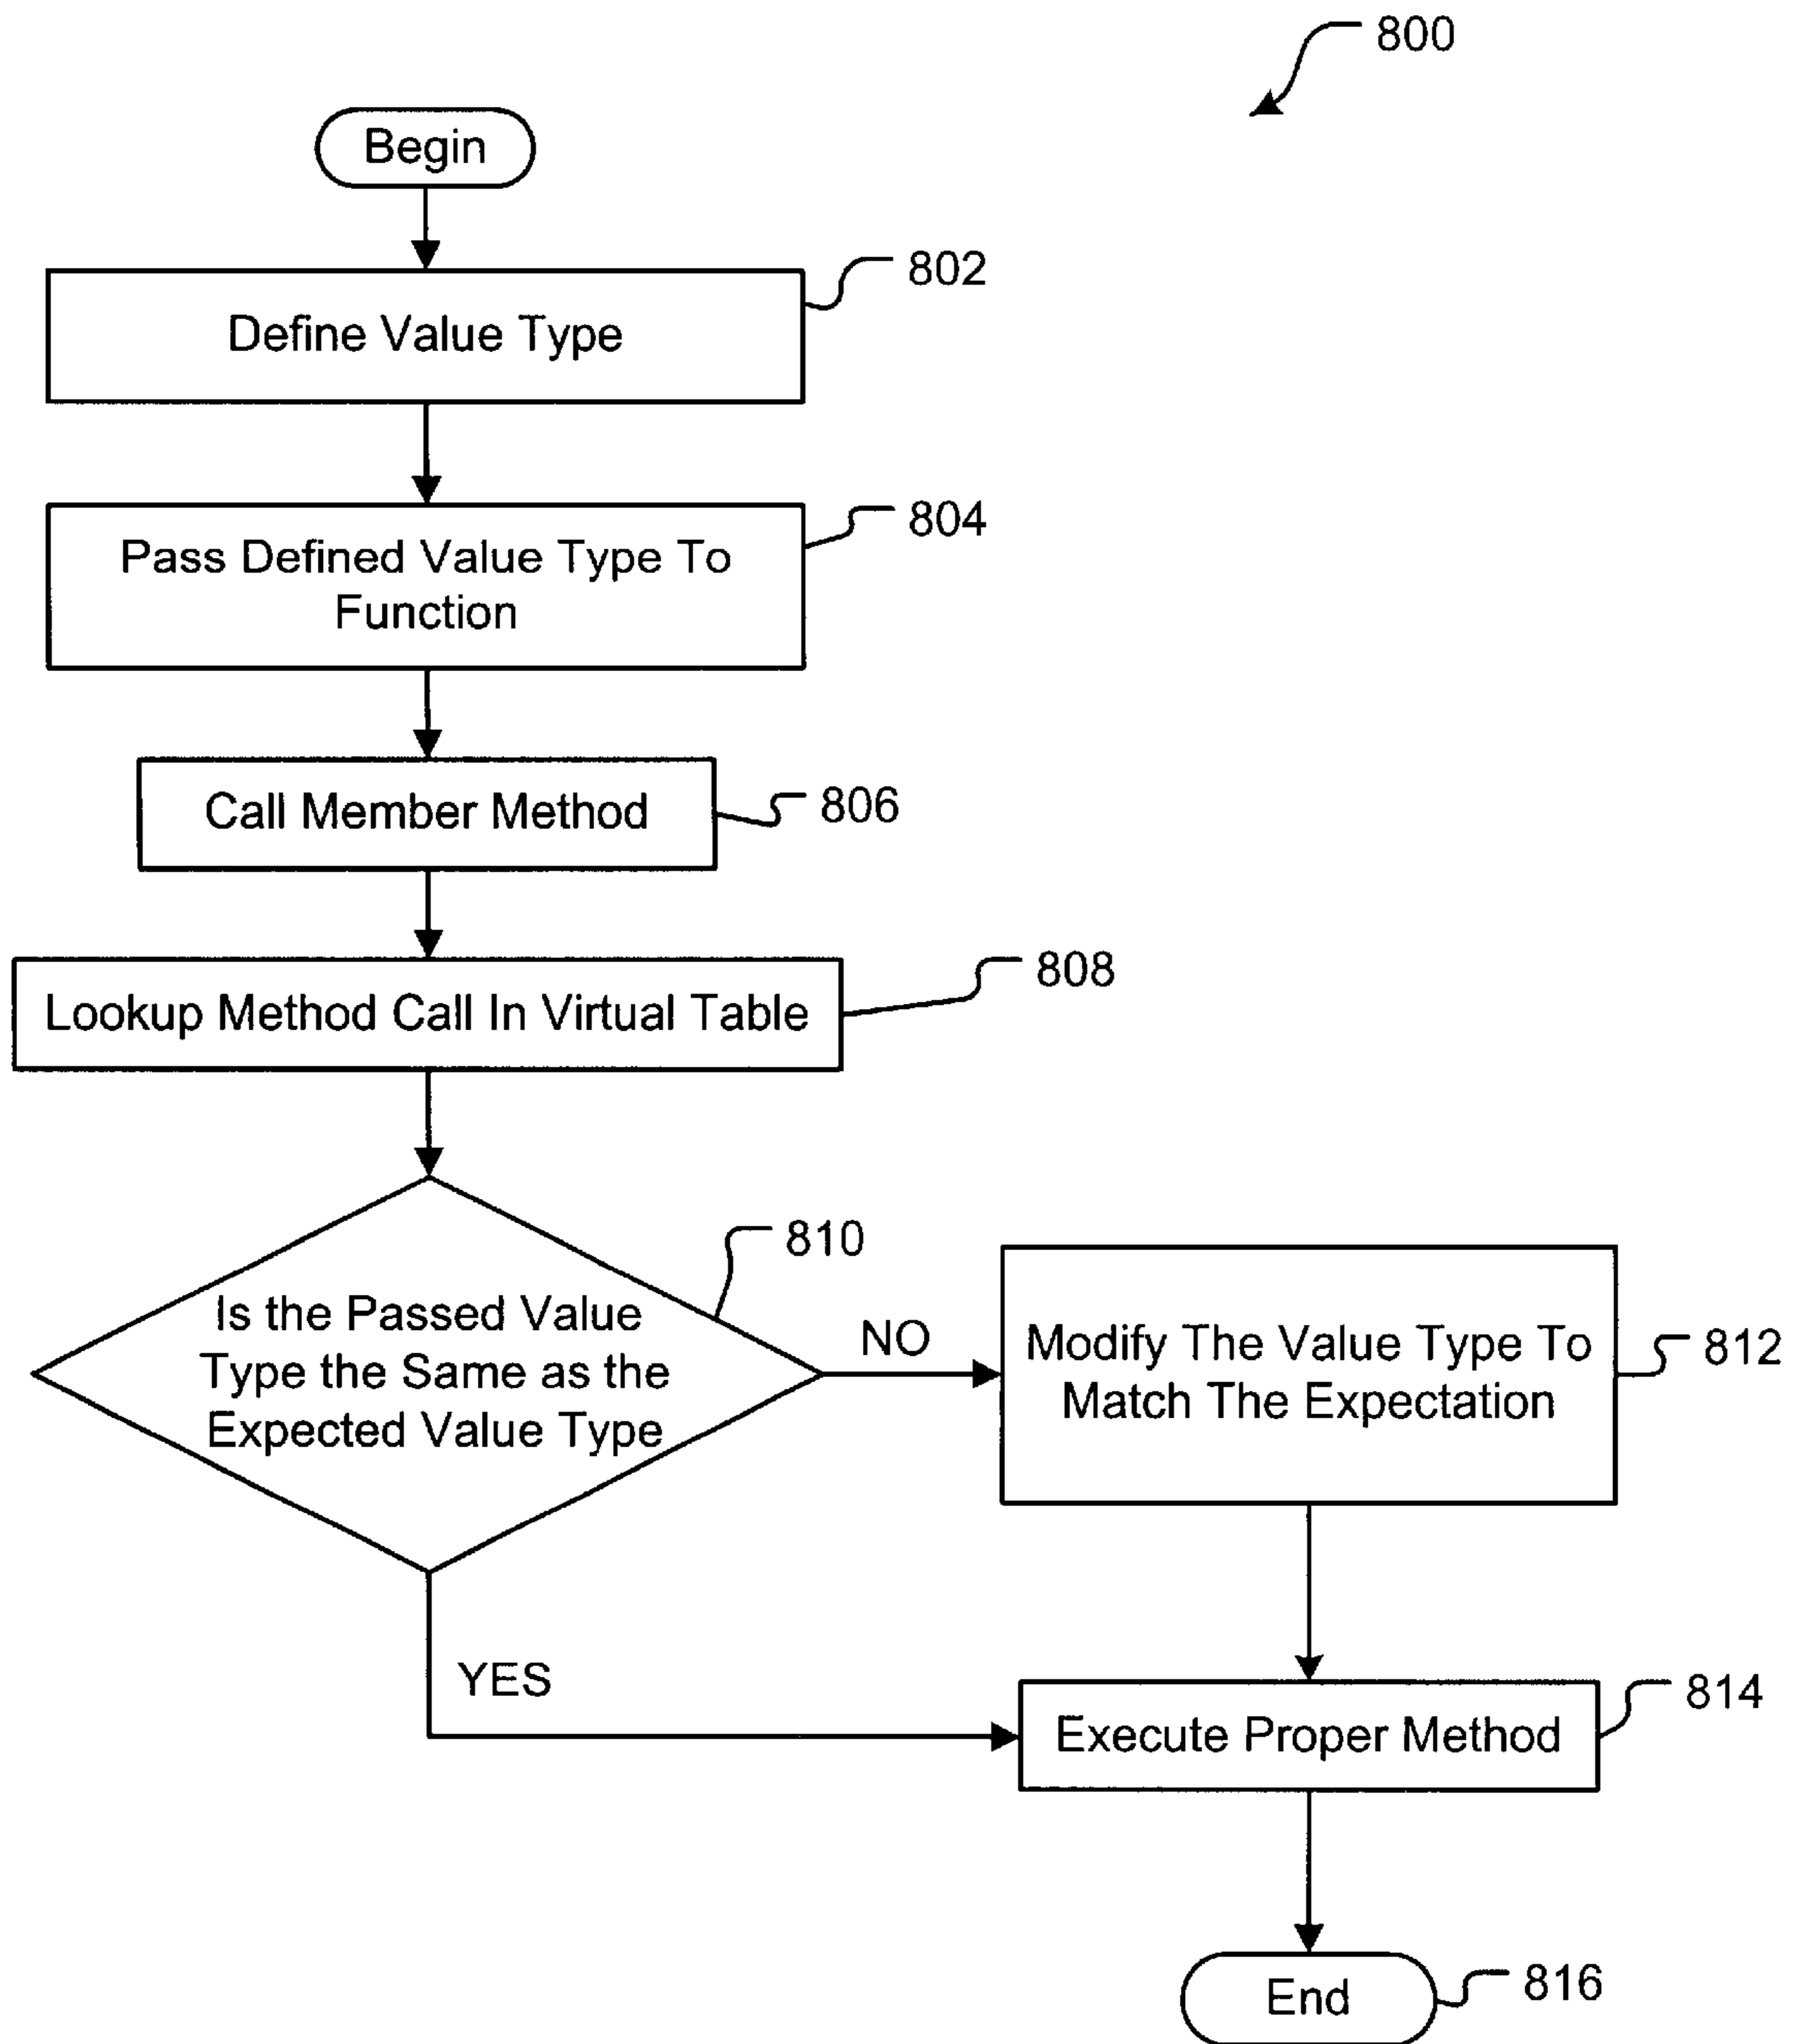 800
Begin
802
Define Value Type
804
Pass Defined Value Type To
Function
Call Member Method
806
808
Lookup Method Call In Virtual Table
810
Is the Passed Value
Type the Same as the
Expected Value Type
NO
Modify The Value Type To
Match The Expectation
812
YES
814
Execute Proper Method
End
816